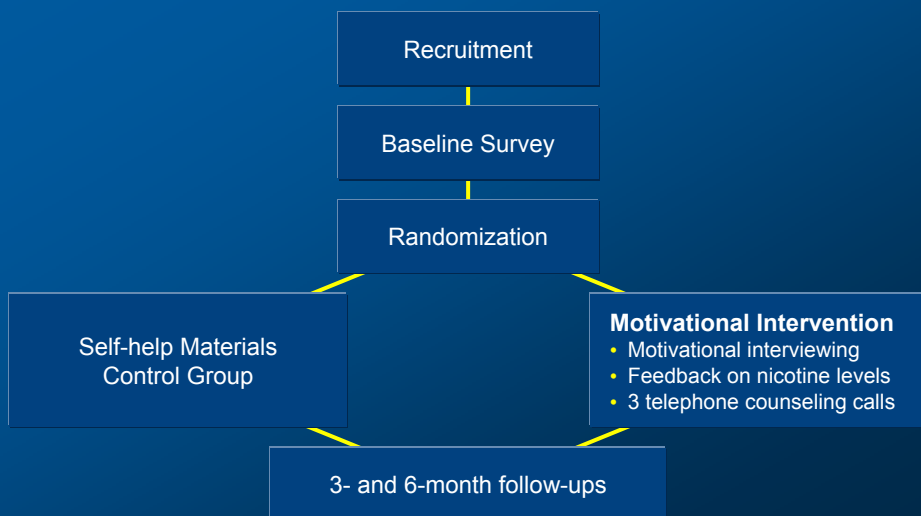 Recruitment
Baseline Survey
Randomization
Self-help Materials
Control Group
Motivational Intervention
• Motivational interviewing
• Feedback on nicotine levels
• 3 telephone counseling calls
3- and 6-month follow-ups